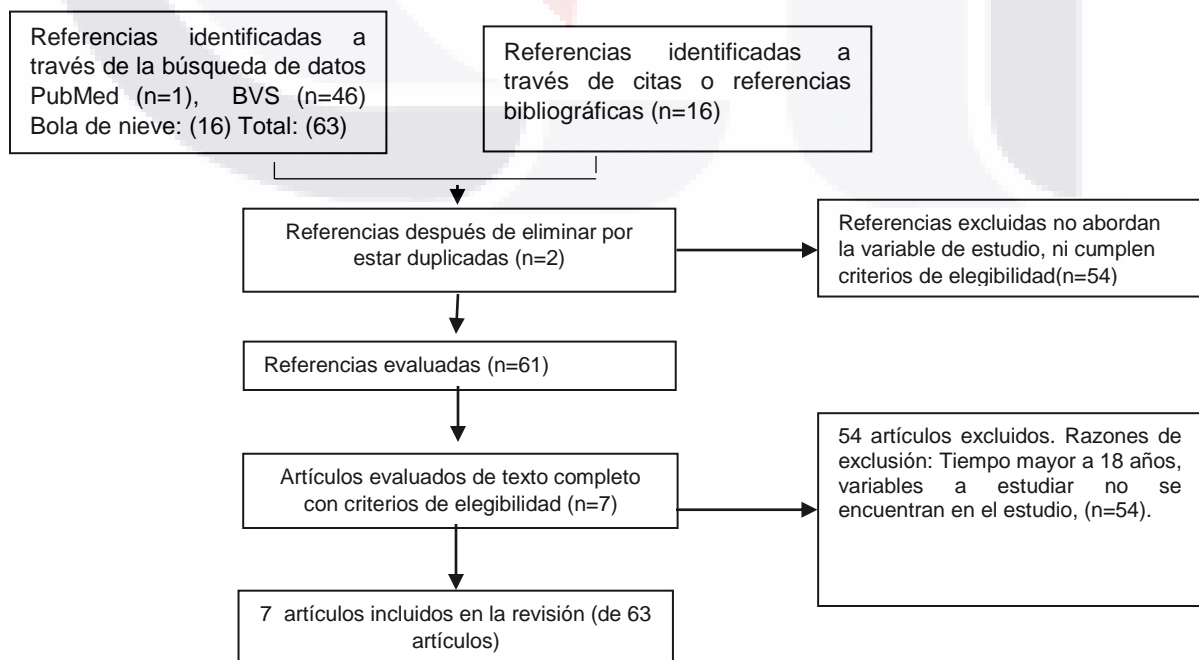 Referencias identificadas a
través de la búsqueda de datos
PubMed (n=1), BVS (n=46)
Bola de nieve: (16) Total: (63)
Referencias identificadas a
través de citas o referencias
bibliográficas (n=16)
Referencias después de eliminar por
estar duplicadas (n=2)
Referencias excluidas no abordan
la variable de estudio, ni cumplen
criterios de elegibilidad(n=54)
Referencias evaluadas (n=61)
Artículos evaluados de texto completo
con criterios de elegibilidad (n=7)
54 artículos excluidos. Razones de
exclusión: Tiempo mayor a 18 años,
variables a estudiar no se
encuentran en el estudio, (n=54).
7 artículos incluidos en la revisión (de 63
artículos)